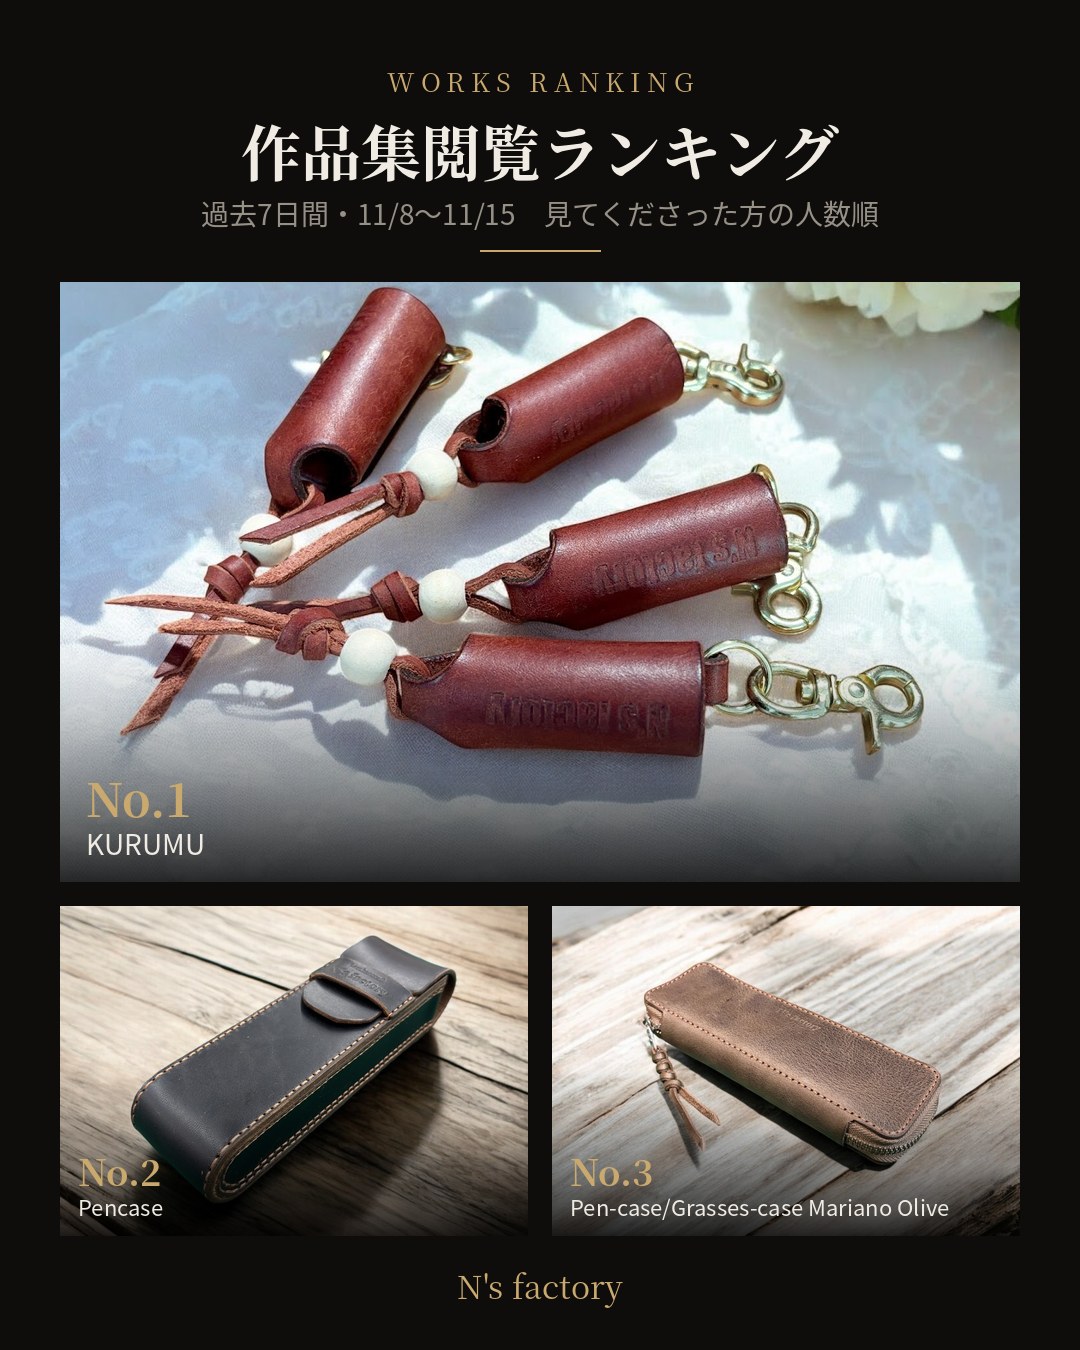 WORKS RANKING
作品集閲覧ランキング
過去7日間・11/8〜11/15　見てくださった方の人数順
No.1
KURUMU
No.2
Pencase
No.3
Pen-case/Grasses-case Mariano Olive
N's factory